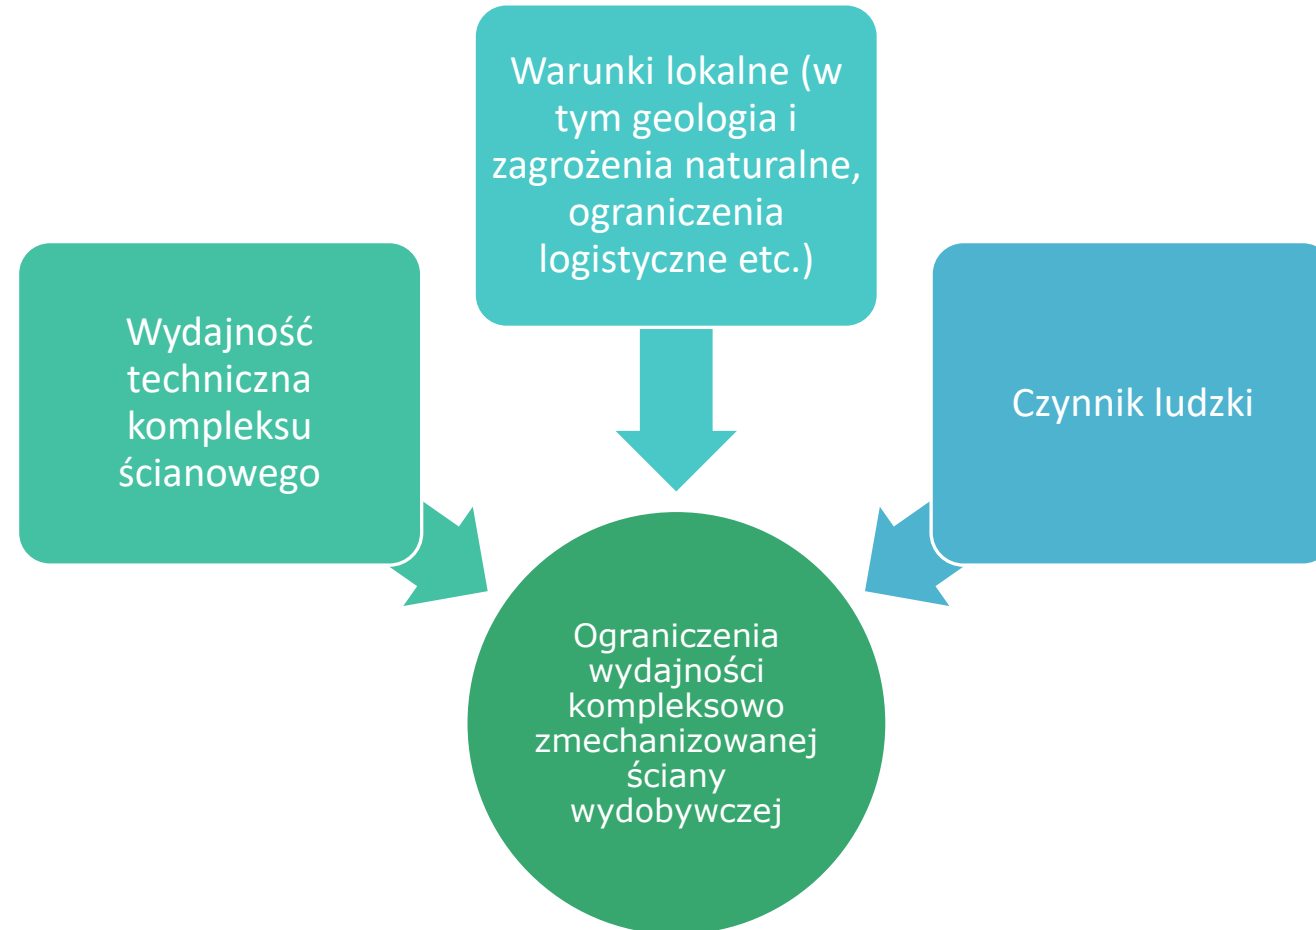 Warunki lokalne (w
tym geologia i
zagrożenia naturalne,
ograniczenia
logistyczne etc.)
Wydajność
techniczna
kompleksu
ścianowego
Czynnik ludzki
Ograniczenia
wydajności
kompleksowo
zmechanizowanej
ściany
wydobywczej